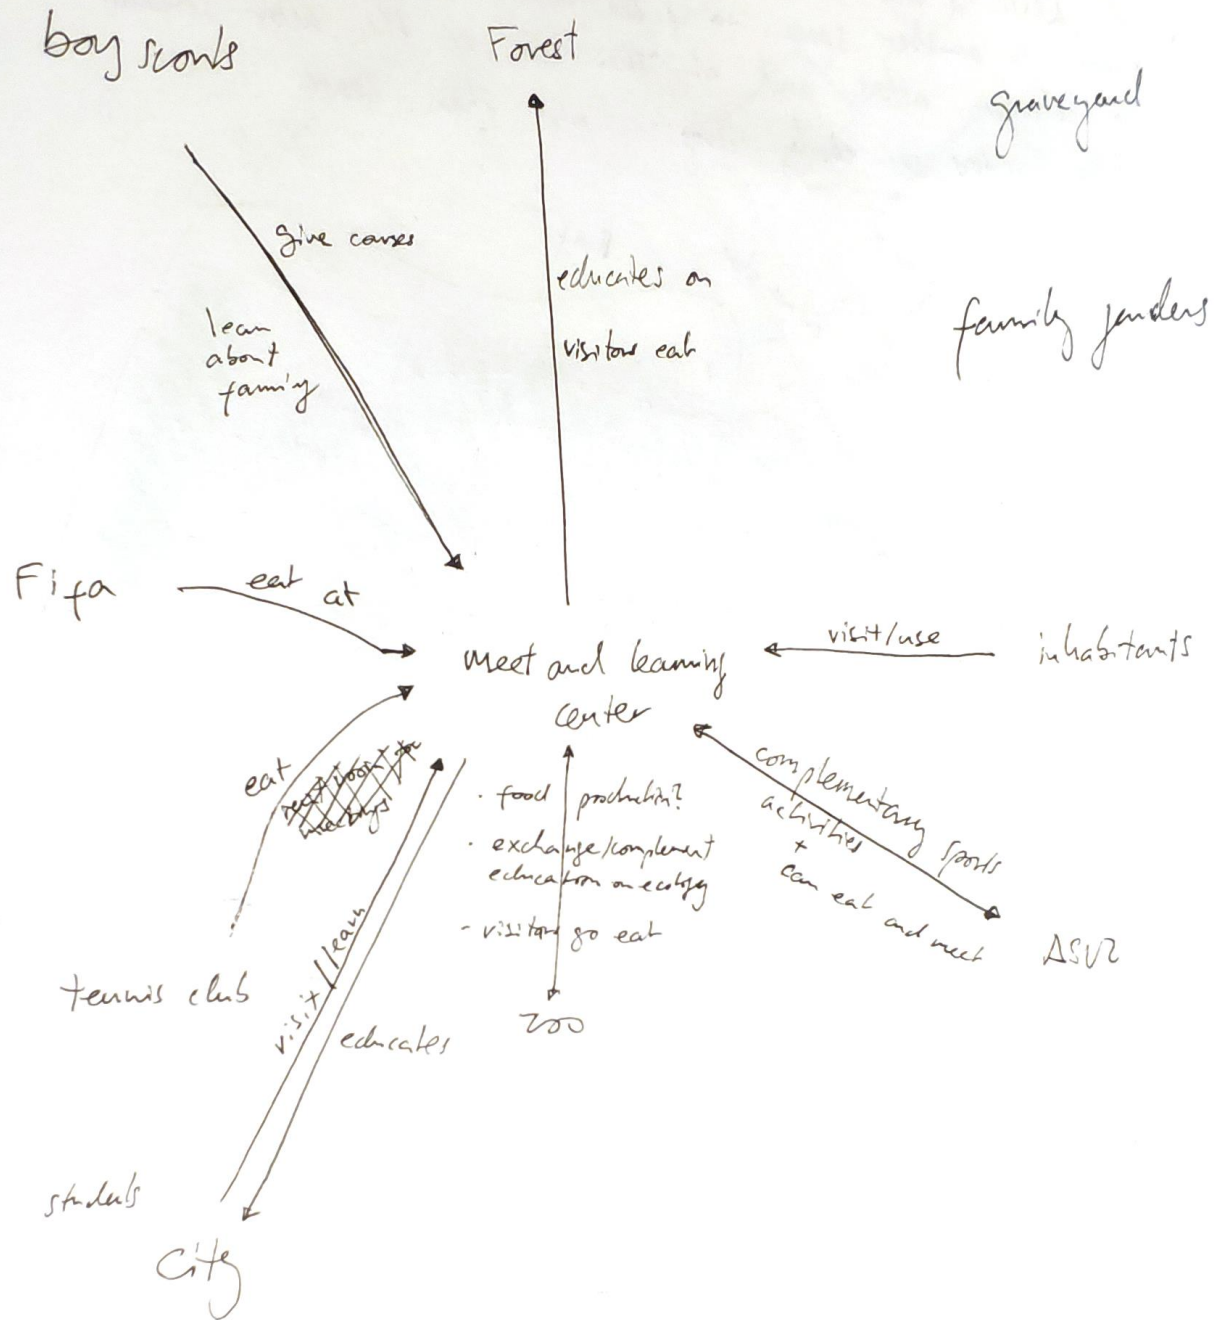 boy scouts
Forest
graveyard
give courses
educates on
visitors eat
learn
about
farming
family gardens
Fifa
eat at
meet and learning
center
visit/use
inhabitants
eat
meetings
· food production?
· exchange/complement
education on ecology
- visitors go eat
complementary sports
activities
+
can eat and meet
ASVZ
tennis club
visit/learn
educates
zoo
students
City